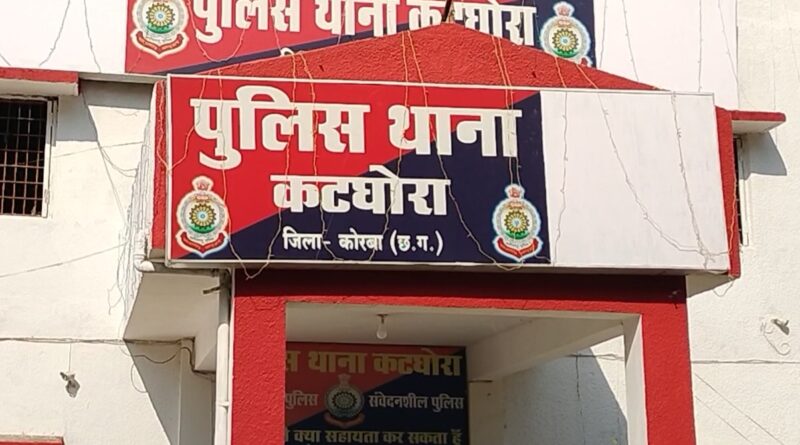 पुलिस थाना कटघोरा
पुलिस थाना
कटघोरा
जिला- कोरबा (छ.ग.)
पुलिस थाना कटघोरा
पुलिस संवेदनशील पुलिस
क्या सहायता कर सकता हूँ